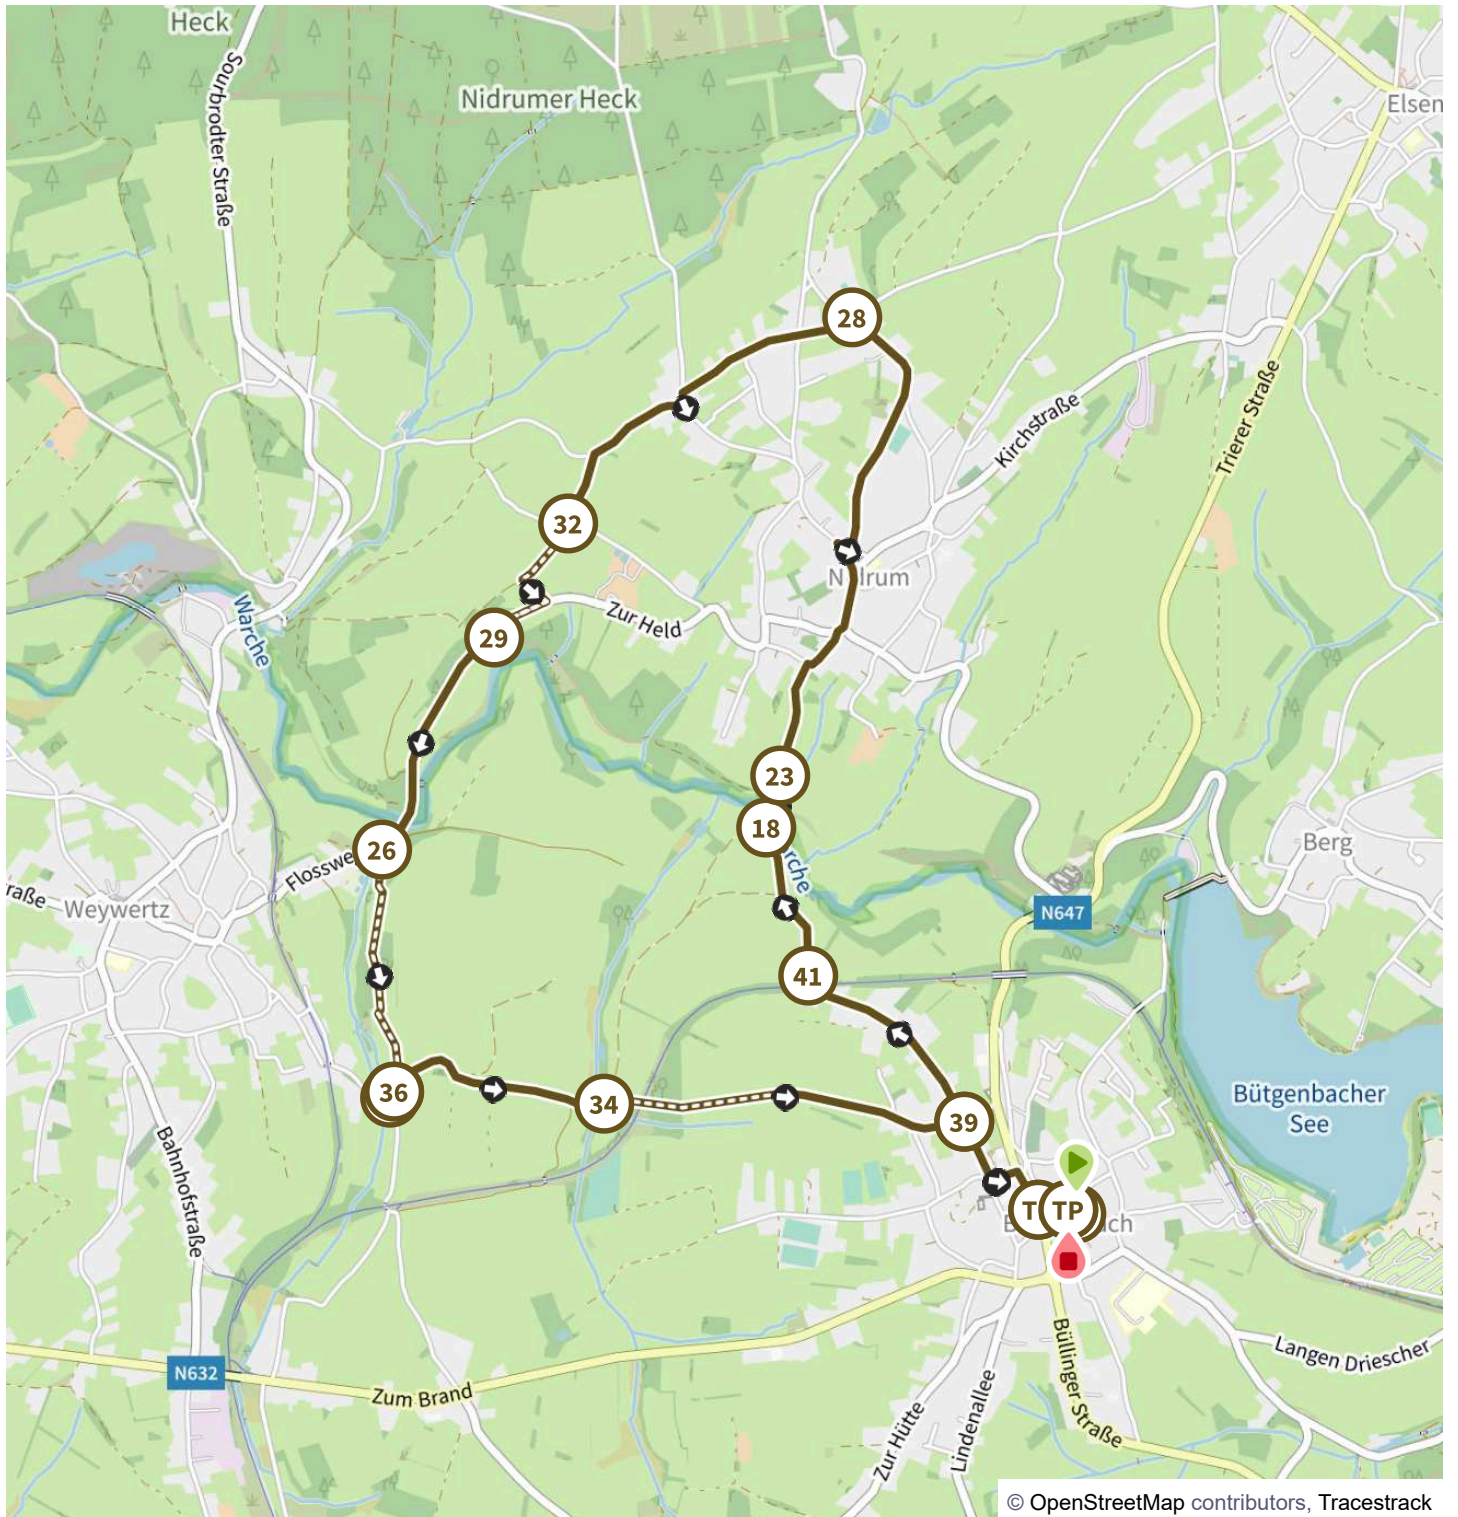 Heck
Sourbrodter Straße
Nidrumer Heck
Elsen
28
Kirchstraße
Trierer Straße
32
Nidrum
Zur Held
29
Warche
23
18
rche
26
Flosswe
raße
Weywertz
Berg
N647
41
36
34
39
Bütgenbacher
See
Bahnhofstraße
T
TP
ch
N632
Zum Brand
Büllinger Straße
Langen Driescher
Zur Hütte
Lindenallee
© OpenStreetMap contributors, Tracestrack